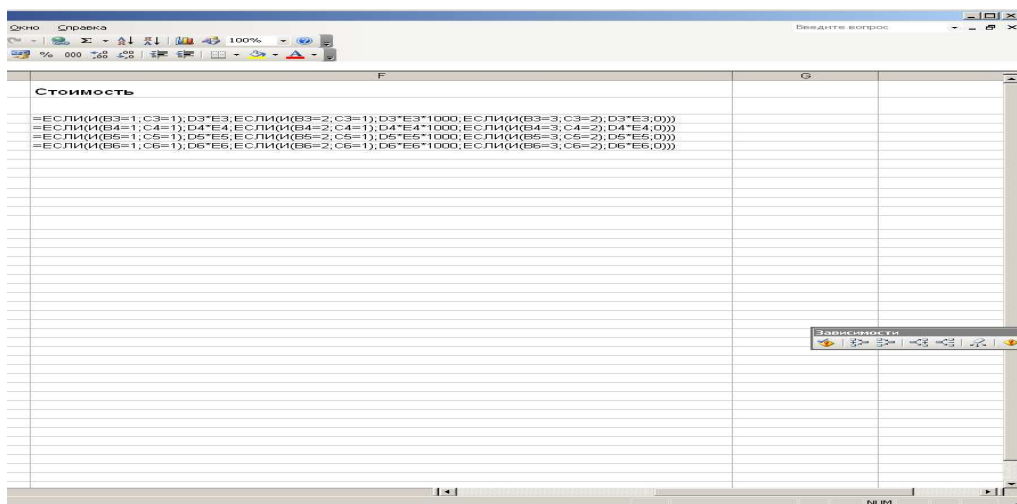 Окно Справка Введите вопрос
100%
% 000
F G
Стоимость
=ЕСЛИ(И(B3=1;C3=1);D3*E3;ЕСЛИ(И(B3=2;C3=1);D3*E3*1000;ЕСЛИ(И(B3=3;C3=2);D3*E3;0)))
=ЕСЛИ(И(B4=1;C4=1);D4*E4;ЕСЛИ(И(B4=2;C4=1);D4*E4*1000;ЕСЛИ(И(B4=3;C4=2);D4*E4;0)))
=ЕСЛИ(И(B5=1;C5=1);D5*E5;ЕСЛИ(И(B5=2;C5=1);D5*E5*1000;ЕСЛИ(И(B5=3;C5=2);D5*E5;0)))
=ЕСЛИ(И(B6=1;C6=1);D6*E6;ЕСЛИ(И(B6=2;C6=1);D6*E6*1000;ЕСЛИ(И(B6=3;C6=2);D6*E6;0)))
Зависимости
NUM